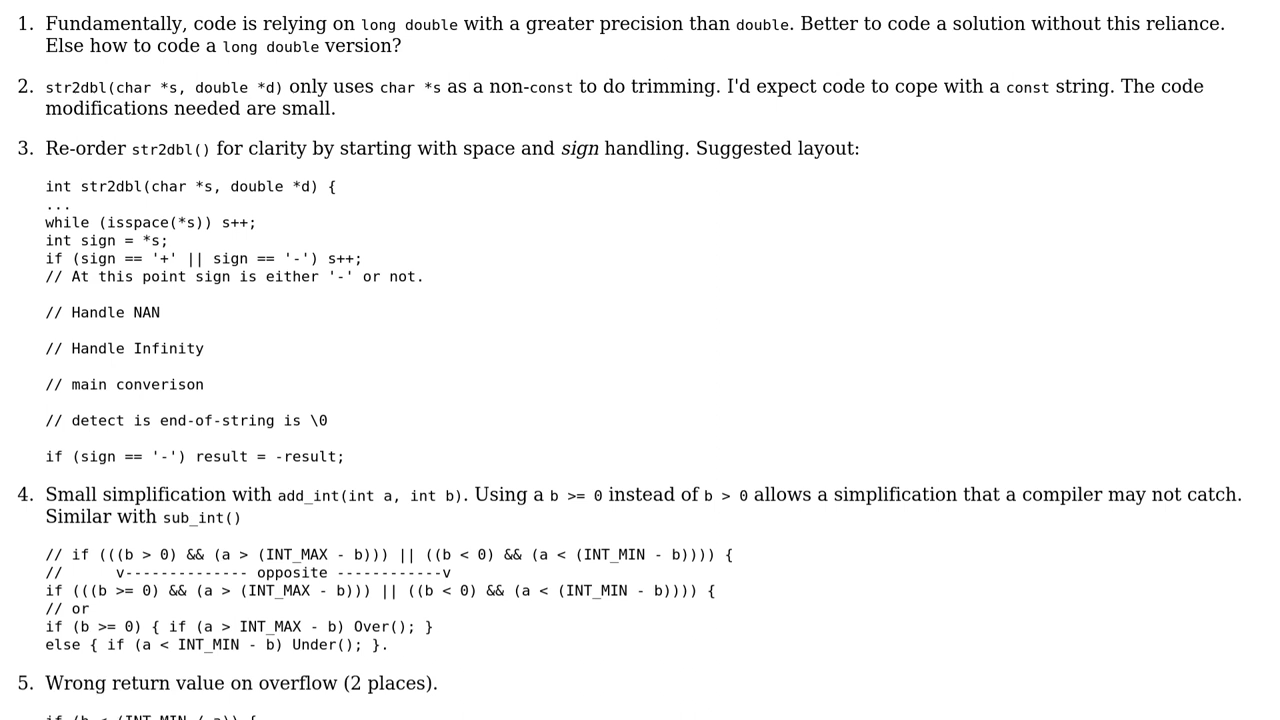 1. Fundamentally, code is relying on long double with a greater precision than double. Better to code a solution without this reliance.
Else how to code a long double version?
2. str2dbl(char *s, double *d) only uses char *s as a non-const to do trimming. I'd expect code to cope with a const string. The code
modifications needed are small.
3. Re-order str2dbl() for clarity by starting with space and sign handling. Suggested layout:
int str2dbl(char *s, double *d) {
...
while (isspace(*s)) s++;
int sign = *s;
if (sign == '+' || sign == '-') s++;
// At this point sign is either '-' or not.
// Handle NAN
// Handle Infinity
// main converison
// detect is end-of-string is \0
if (sign == '-') result = -result;
4. Small simplification with add_int(int a, int b). Using a b >= 0 instead of b > 0 allows a simplification that a compiler may not catch.
Similar with sub_int()
// if (((b > 0) && (a > (INT_MAX - b))) || ((b < 0) && (a < (INT_MIN - b)))) {
//      v-------------- opposite ------------v
if (((b >= 0) && (a > (INT_MAX - b))) || ((b < 0) && (a < (INT_MIN - b)))) {
// or
if (b >= 0) { if (a > INT_MAX - b) Over(); }
else { if (a < INT_MIN - b) Under(); }.
5. Wrong return value on overflow (2 places).
if (b < (INT_MIN / a)) {